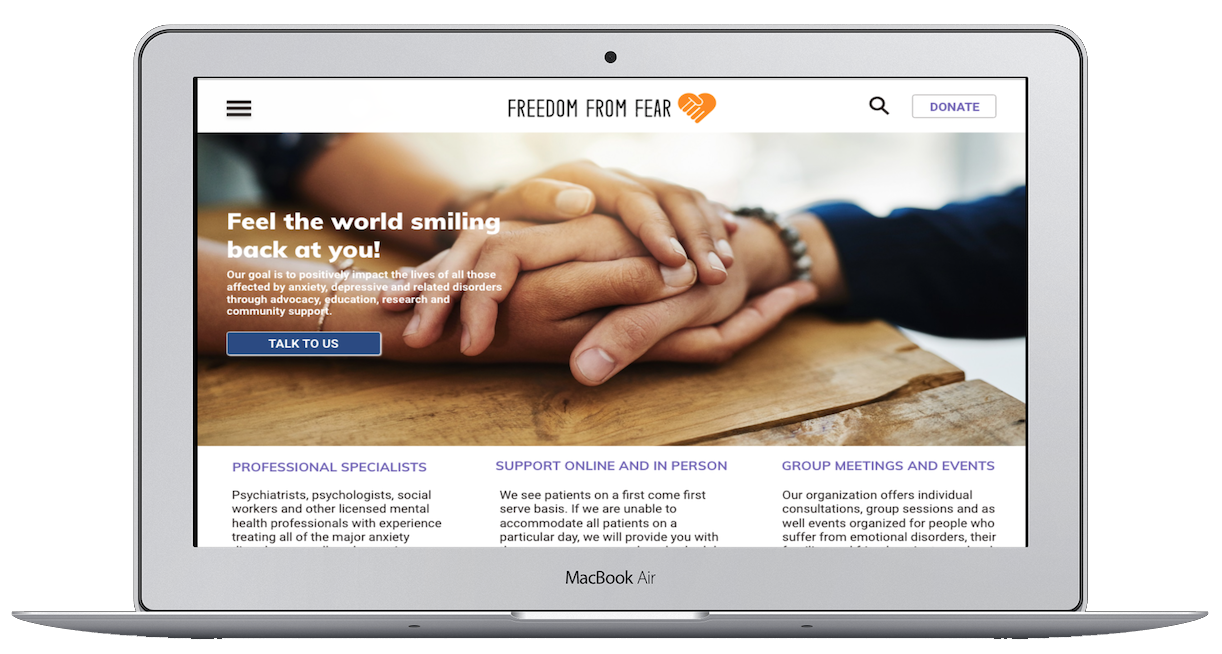 FREEDOM FROM FEAR
DONATE
Feel the world smiling
back at you!
Our goal is to positively impact the lives of all those
affected by anxiety, depressive and related disorders
through advocacy, education, research and
community support.
TALK TO US
PROFESSIONAL SPECIALISTS
Psychiatrists, psychologists, social
workers and other licensed mental
health professionals with experience
treating all of the major anxiety
SUPPORT ONLINE AND IN PERSON
We see patients on a first come first
serve basis. If we are unable to
accommodate all patients on a
particular day, we will provide you with
GROUP MEETINGS AND EVENTS
Our organization offers individual
consultations, group sessions and as
well events organized for people who
suffer from emotional disorders, their
MacBook Air